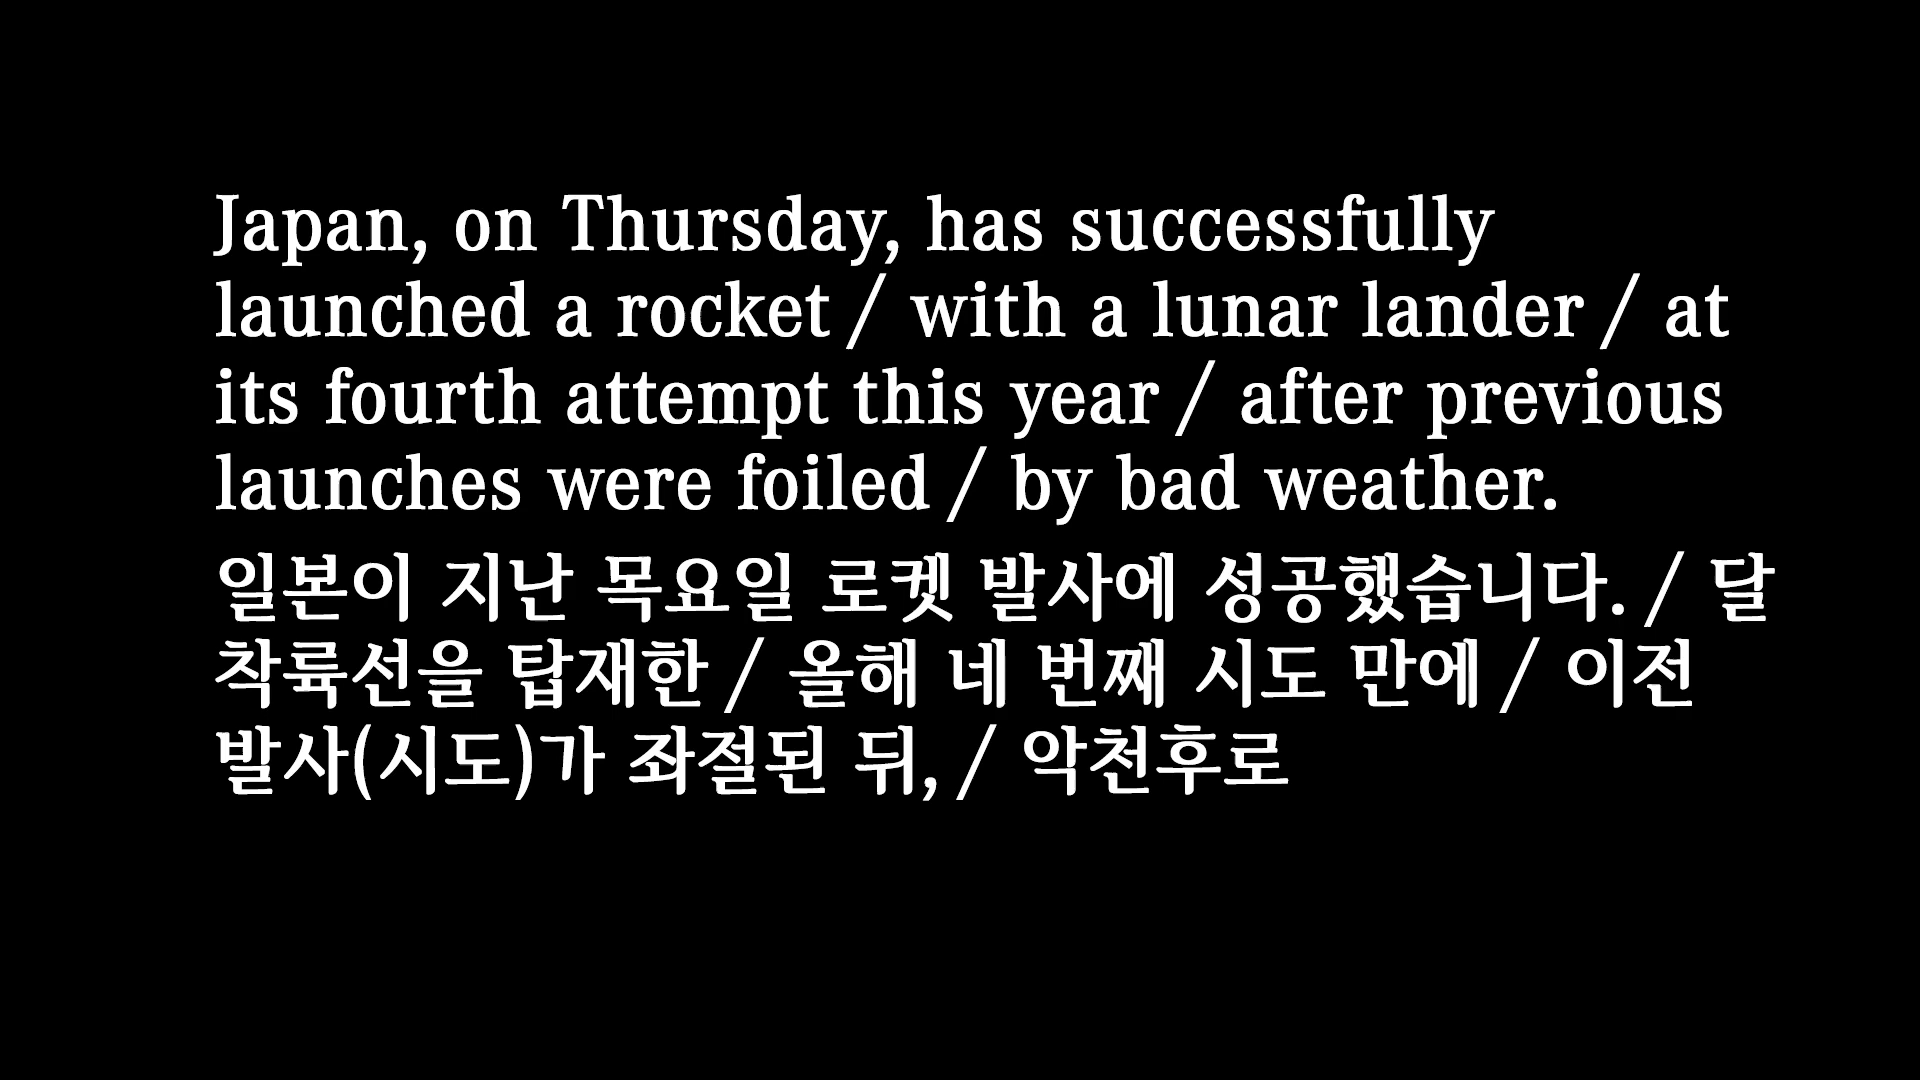 Japan, on Thursday, has successfully
launched a rocket / with a lunar lander / at
its fourth attempt this year / after previous
launches were foiled / by bad weather.
일본이 지난 목요일 로켓 발사에 성공했습니다. / 달
착륙선을 탑재한 / 올해 네 번째 시도 만에 / 이전
발사(시도)가 좌절된 뒤, / 악천후로